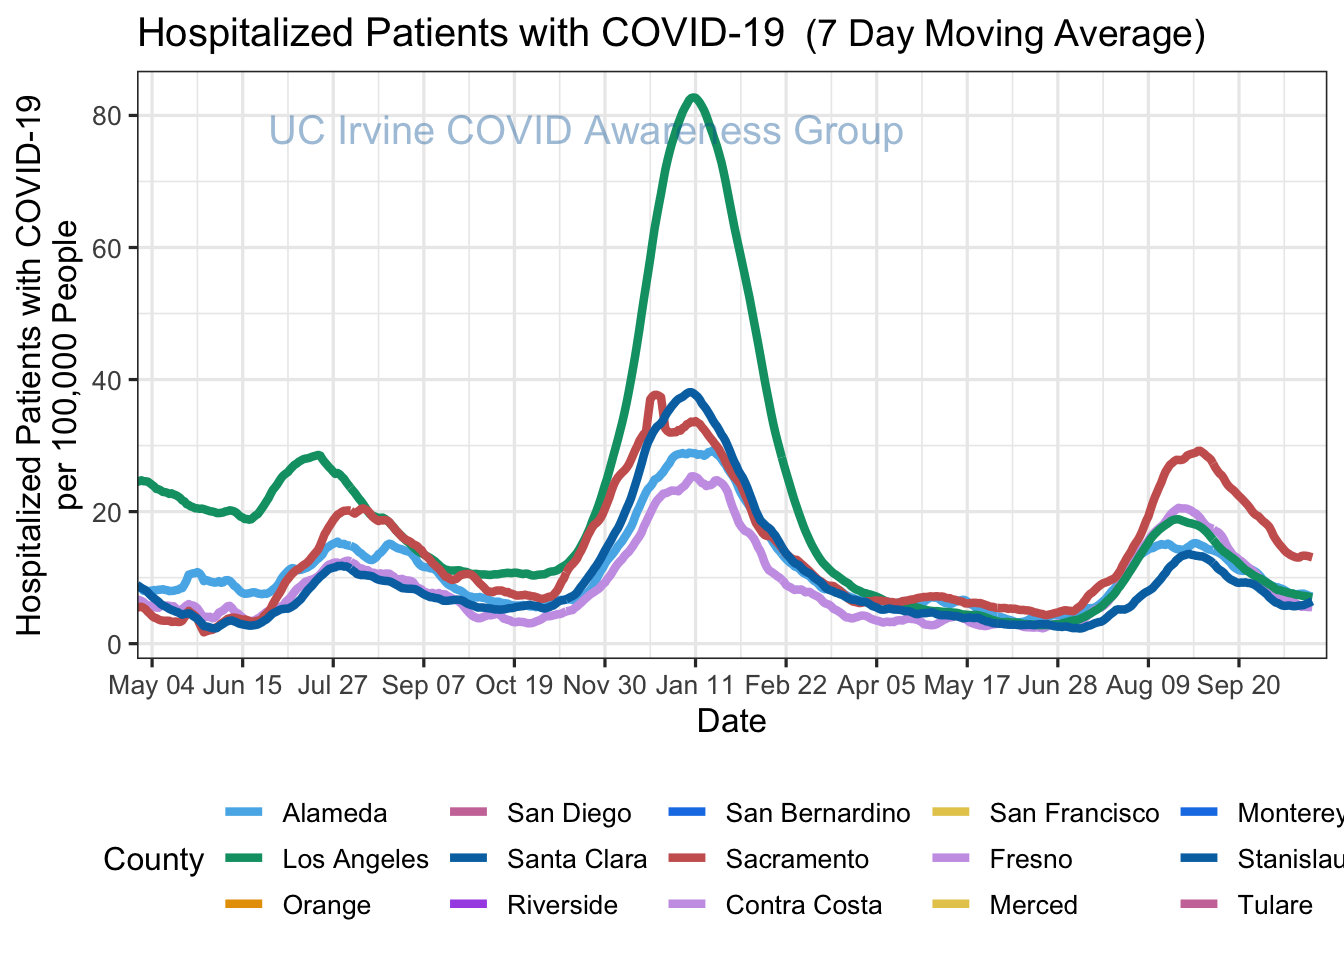 Hospitalized Patients with COVID-19 (7 Day Moving Average)
UC Irvine COVID Awareness Group
Hospitalized Patients with COVID-19
per 100,000 People
80
60
40
20
0
May 04 Jun 15 Jul 27 Sep 07 Oct 19 Nov 30 Jan 11 Feb 22 Apr 05 May 17 Jun 28 Aug 09 Sep 20
Date
County
Alameda San Diego San Bernardino San Francisco Monterey
Los Angeles Santa Clara Sacramento Fresno Stanislau
Orange Riverside Contra Costa Merced Tulare